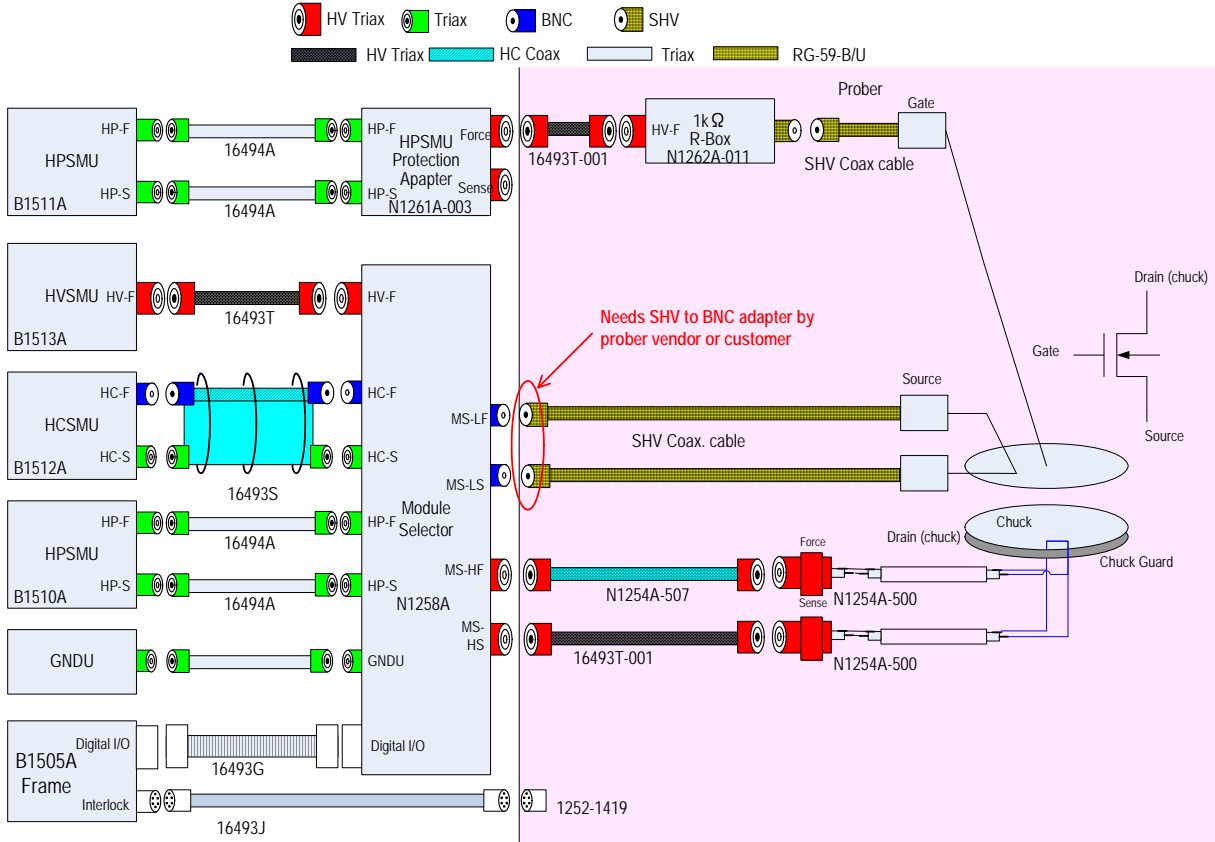 HV Triax
Triax
BNC
SHV
HV Triax
HC Coax
Triax
RG-59-B/U
Prober
HP-F
HPSMU
HP-S
B1511A
16494A
16494A
HP-F
HPSMU
Protection
Apapter
HP-S
N1261A-003
Force
Sense
16493T-001
HV-F
1kΩ
R-Box
N1262A-011
SHV Coax cable
Gate
HVSMU
HV-F
B1513A
16493T
HV-F
Needs SHV to BNC adapter by
prober vendor or customer
Drain (chuck)
Gate
Source
HC-F
HCSMU
HC-S
B1512A
16493S
HC-F
HC-S
MS-LF
MS-LS
SHV Coax. cable
Source
Module
Selector
N1258A
HP-F
HPSMU
HP-S
B1510A
16494A
16494A
HP-F
HP-S
MS-HF
MS-
HS
N1254A-507
16493T-001
Force
Sense
N1254A-500
N1254A-500
Drain (chuck)
Chuck
Chuck Guard
GNDU
GNDU
Digital I/O
B1505A
Frame
Interlock
16493G
Digital I/O
16493J
1252-1419